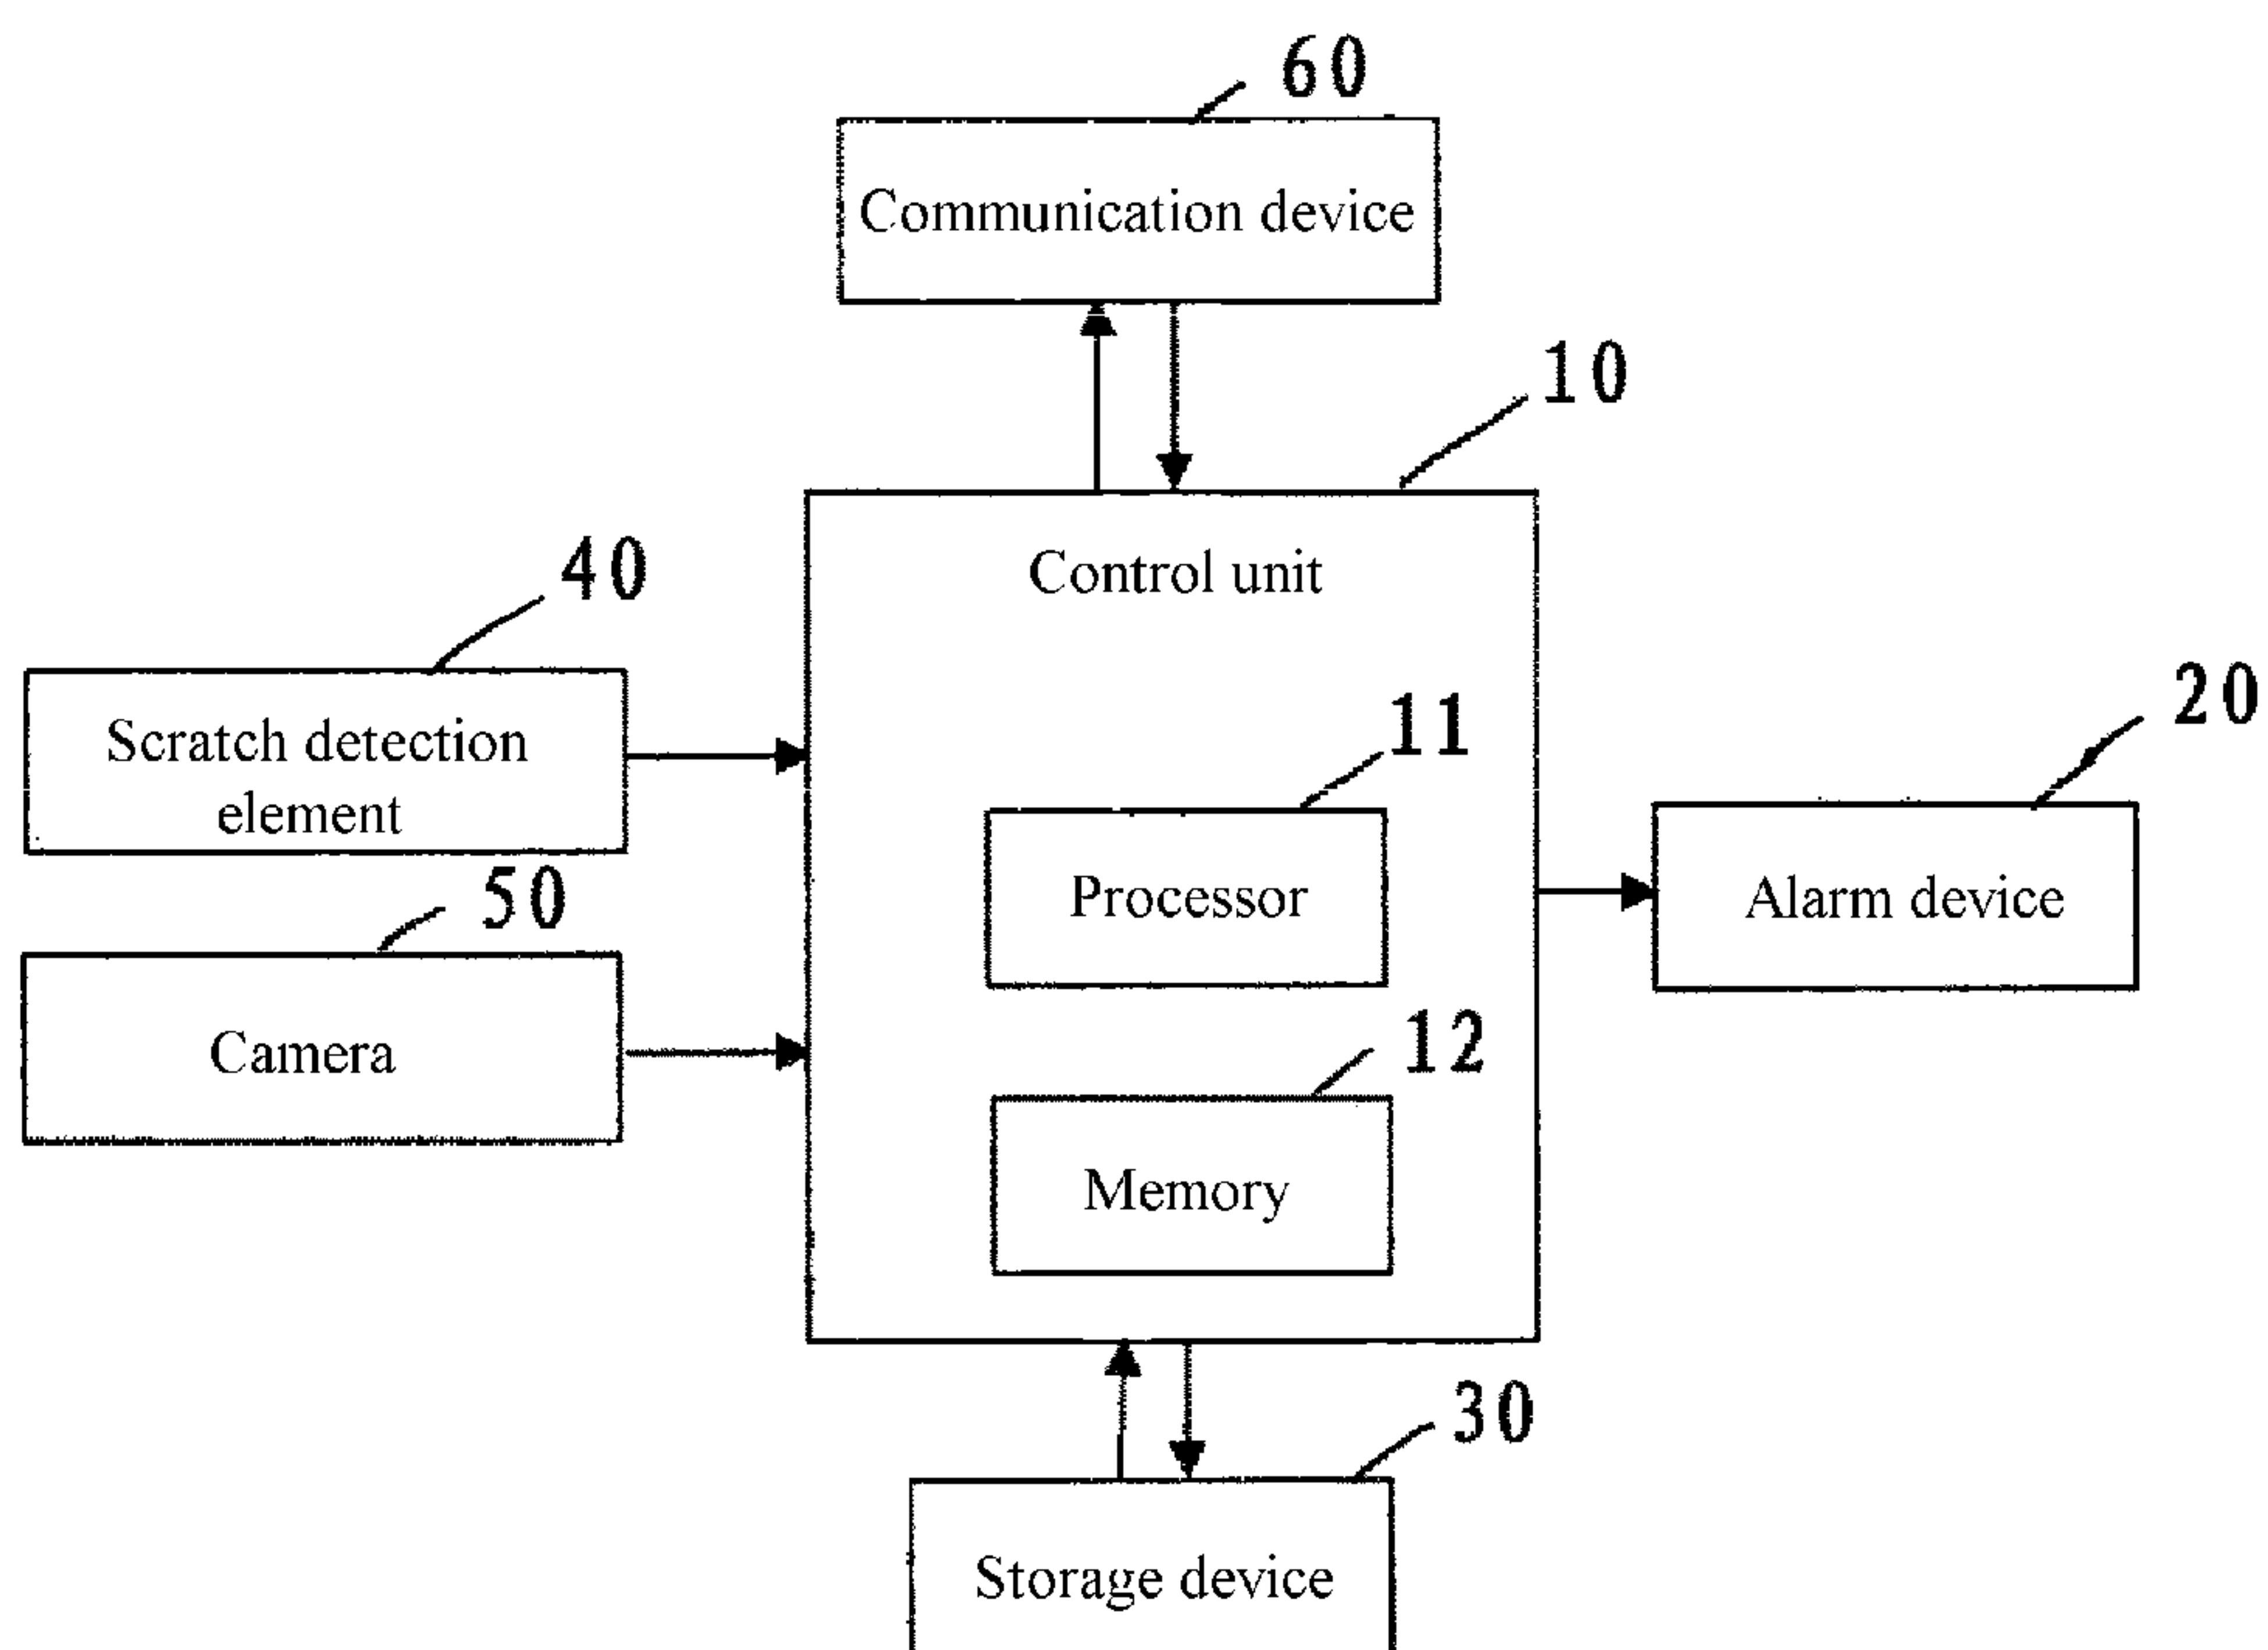 60
Communication device
10
Control unit
40
Scratch detection
element
11
20
Processor
Alarm device
50
Camera
12
Memory
30
Storage device